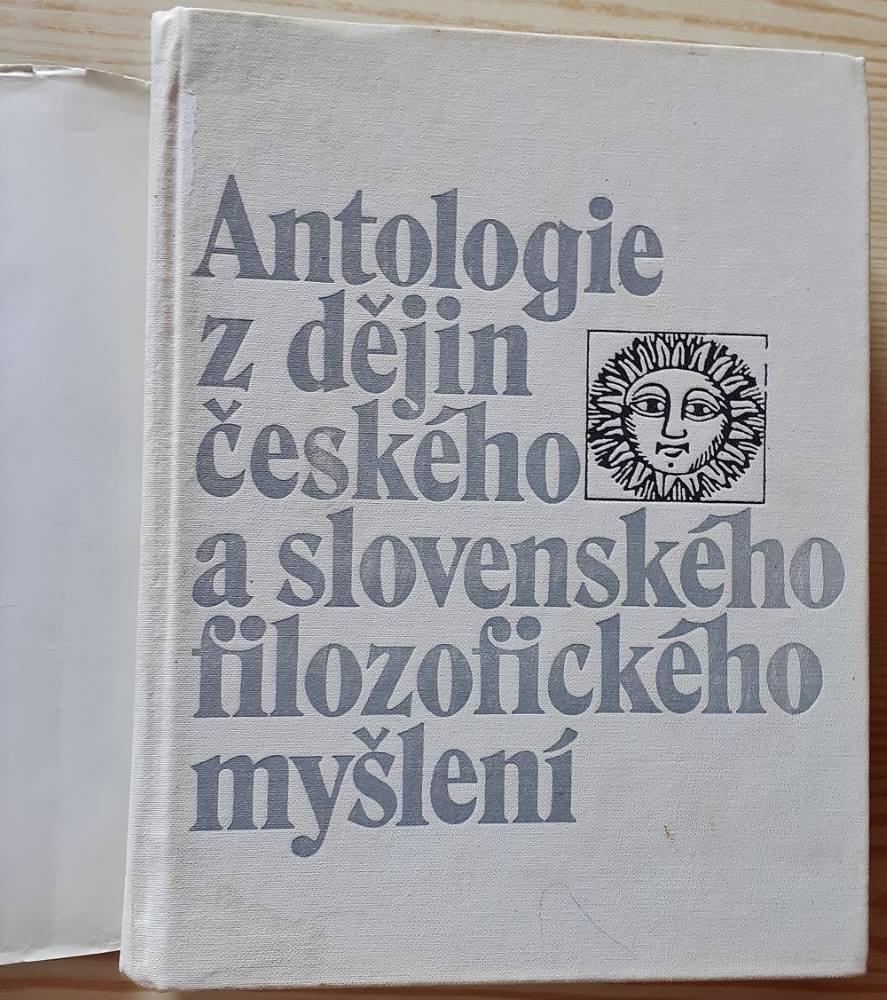 Antologie
z dějin
českého
a slovenského
filozofického
myšlení